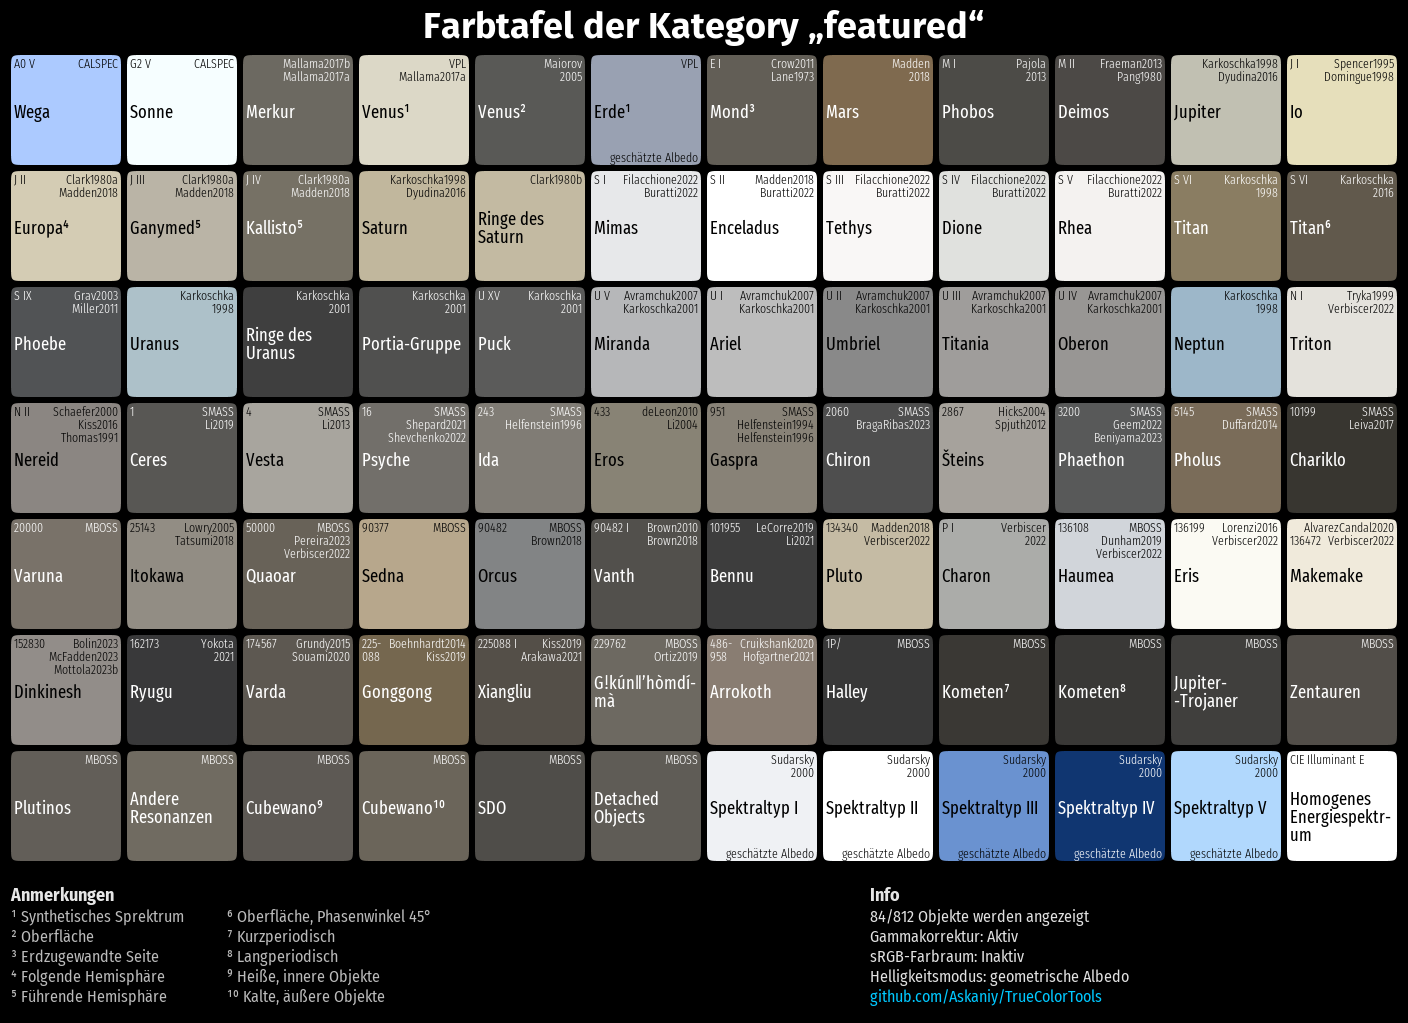 Farbtafel der Kategory „featured“
A0 V CALSPEC
Wega
G2 V CALSPEC
Sonne
Mallama2017b
Mallama2017a
Merkur
VPL
Mallama2017a
Venus¹
Maiorov
2005
Venus²
VPL
Erde¹
geschätzte Albedo
E I Crow2011
Lane1973
Mond³
Madden
2018
Mars
M I Pajola
2013
Phobos
M II Fraeman2013
Pang1980
Deimos
Karkoschka1998
Dyudina2016
Jupiter
J I Spencer1995
Domingue1998
Io
J II Clark1980a
Madden2018
Europa⁴
J III Clark1980a
Madden2018
Ganymed⁵
J IV Clark1980a
Madden2018
Kallisto⁵
Karkoschka1998
Dyudina2016
Saturn
Clark1980b
Ringe des
Saturn
S I Filacchione2022
Buratti2022
Mimas
S II Madden2018
Buratti2022
Enceladus
S III Filacchione2022
Buratti2022
Tethys
S IV Filacchione2022
Buratti2022
Dione
S V Filacchione2022
Buratti2022
Rhea
S VI Karkoschka
1998
Titan
S VI Karkoschka
2016
Titan⁶
S IX Grav2003
Miller2011
Phoebe
Karkoschka
1998
Uranus
Karkoschka
2001
Ringe des
Uranus
Karkoschka
2001
Portia-Gruppe
U XV Karkoschka
2001
Puck
U V Avramchuk2007
Karkoschka2001
Miranda
U I Avramchuk2007
Karkoschka2001
Ariel
U II Avramchuk2007
Karkoschka2001
Umbriel
U III Avramchuk2007
Karkoschka2001
Titania
U IV Avramchuk2007
Karkoschka2001
Oberon
Karkoschka
1998
Neptun
N I Tryka1999
Verbiscer2022
Triton
N II Schaefer2000
Kiss2016
Thomas1991
Nereid
1 SMASS
Li2019
Ceres
4 SMASS
Li2013
Vesta
16 SMASS
Shepard2021
Shevchenko2022
Psyche
243 SMASS
Helfenstein1996
Ida
433 deLeon2010
Li2004
Eros
951 SMASS
Helfenstein1994
Helfenstein1996
Gaspra
2060 SMASS
BragaRibas2023
Chiron
2867 Hicks2004
Spjuth2012
Šteins
3200 SMASS
Geem2022
Beniyama2023
Phaethon
5145 SMASS
Duffard2014
Pholus
10199 SMASS
Leiva2017
Chariklo
20000 MBOSS
Varuna
25143 Lowry2005
Tatsumi2018
Itokawa
50000 MBOSS
Pereira2023
Verbiscer2022
Quaoar
90377 MBOSS
Sedna
90482 MBOSS
Brown2018
Orcus
90482 I Brown2010
Brown2018
Vanth
101955 LeCorre2019
Li2021
Bennu
134340 Madden2018
Verbiscer2022
Pluto
P I Verbiscer
2022
Charon
136108 MBOSS
Dunham2019
Verbiscer2022
Haumea
136199 Lorenzi2016
Verbiscer2022
Eris
AlvarezCandal2020
136472 Verbiscer2022
Makemake
152830 Bolin2023
McFadden2023
Mottola2023b
Dinkinesh
162173 Yokota
2021
Ryugu
174567 Grundy2015
Souami2020
Varda
225- Boehnhardt2014
088 Kiss2019
Gonggong
225088 I Kiss2019
Arakawa2021
Xiangliu
229762 MBOSS
Ortiz2019
G!kúnǁʼhòmdí-
mà
486- Cruikshank2020
958 Hofgartner2021
Arrokoth
1P/ MBOSS
Halley
MBOSS
Kometen⁷
MBOSS
Kometen⁸
MBOSS
Jupiter-
-Trojaner
MBOSS
Zentauren
MBOSS
Plutinos
MBOSS
Andere
Resonanzen
MBOSS
Cubewano⁹
MBOSS
Cubewano¹⁰
MBOSS
SDO
MBOSS
Detached
Objects
Sudarsky
2000
Spektraltyp I
geschätzte Albedo
Sudarsky
2000
Spektraltyp II
geschätzte Albedo
Sudarsky
2000
Spektraltyp III
geschätzte Albedo
Sudarsky
2000
Spektraltyp IV
geschätzte Albedo
Sudarsky
2000
Spektraltyp V
geschätzte Albedo
CIE Illuminant E
Homogenes
Energiespektr-
um
Anmerkungen
¹ Synthetisches Sprektrum
² Oberfläche
³ Erdzugewandte Seite
⁴ Folgende Hemisphäre
⁵ Führende Hemisphäre
⁶ Oberfläche, Phasenwinkel 45°
⁷ Kurzperiodisch
⁸ Langperiodisch
⁹ Heiße, innere Objekte
¹⁰ Kalte, äußere Objekte
Info
84/812 Objekte werden angezeigt
Gammakorrektur: Aktiv
sRGB-Farbraum: Inaktiv
Helligkeitsmodus: geometrische Albedo
github.com/Askaniy/TrueColorTools